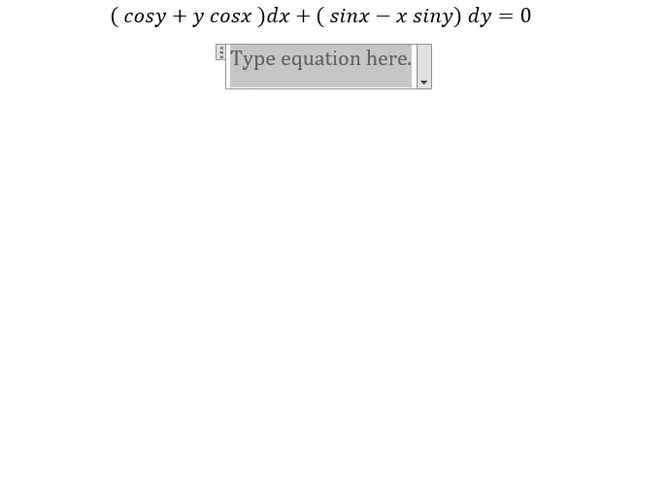 ( cosy + y cosx )dx + ( sinx − x siny) dy = 0
Type equation here.